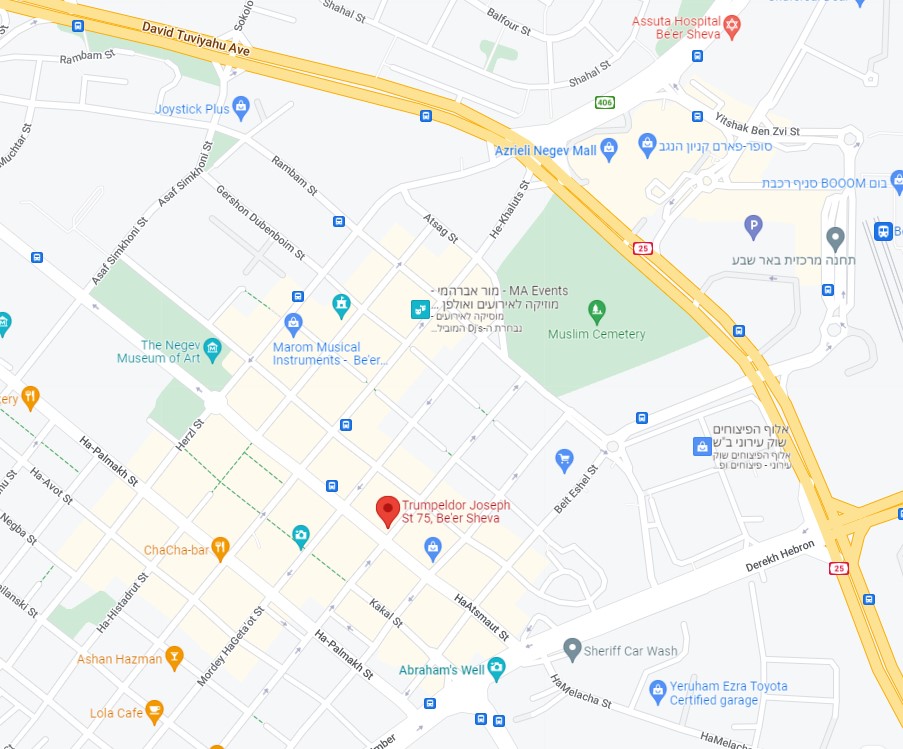 Shahal St
Balfour St
Sokolo
Assuta Hospital
Be'er Sheva
David Tuviyahu Ave
Rambam St
Shahal St
406
Joystick Plus
Yitshak Ben Zvi St
Muchtar St
Azrieli Negev Mall
סופר-פארם קניון הנגב
Asaf Simkhoni St
Rambam St
בום BOOOM סניף רכבת
Gershon Dubenboim St
He-Khaluts St
Atsag St
P
Be
25
Asaf Simkhoni St
תחנה מרכזית באר שבע
MA Events - מור אברהמי -
מוזיקה לאירועים ואולפן ...
מוסיקה לאירועים -
נבחרת ה-Djs המוביל...
Muslim Cemetery
The Negev
Museum of Art
Marom Musical
Instruments - Be'er...
ery
Herzl St
אלוף הפיצוחים
שוק עירוני ב"ש
אלוף הפיצוחים שוק
עירוני - פיצוחים ופ...
Ha-Palmakh St
Ha-Avot St
Beit Eshel St
Trumpeldor Joseph
St 75, Be'er Sheva
nu St
Negba St
ChaCha-bar
Derekh Hebron
25
ilanski St
Ha-Histadrut St
Kakal St
HaAtsmaut St
Mordey HaGeta'ot St
Ha-Palmakh St
Ashan Hazman
Sheriff Car Wash
Abraham's Well
HaMelacha St
Yeruham Ezra Toyota
Certified garage
Lola Cafe
mber
HaMelac